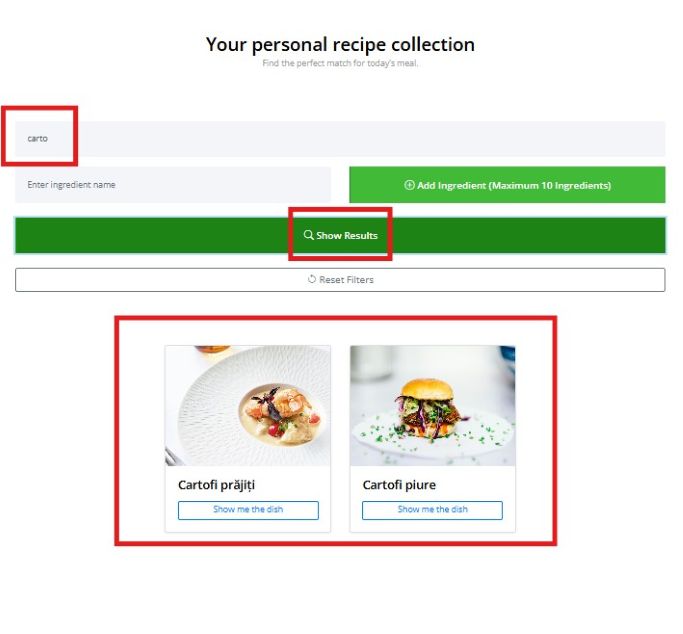 Your personal recipe collection
Find the perfect match for today's meal.
carto
Enter ingredient name
Add Ingredient (Maximum 10 Ingredients)
Show Results
Reset Filters
Cartofi prăjiți
Cartofi piure
Show me the dish
Show me the dish